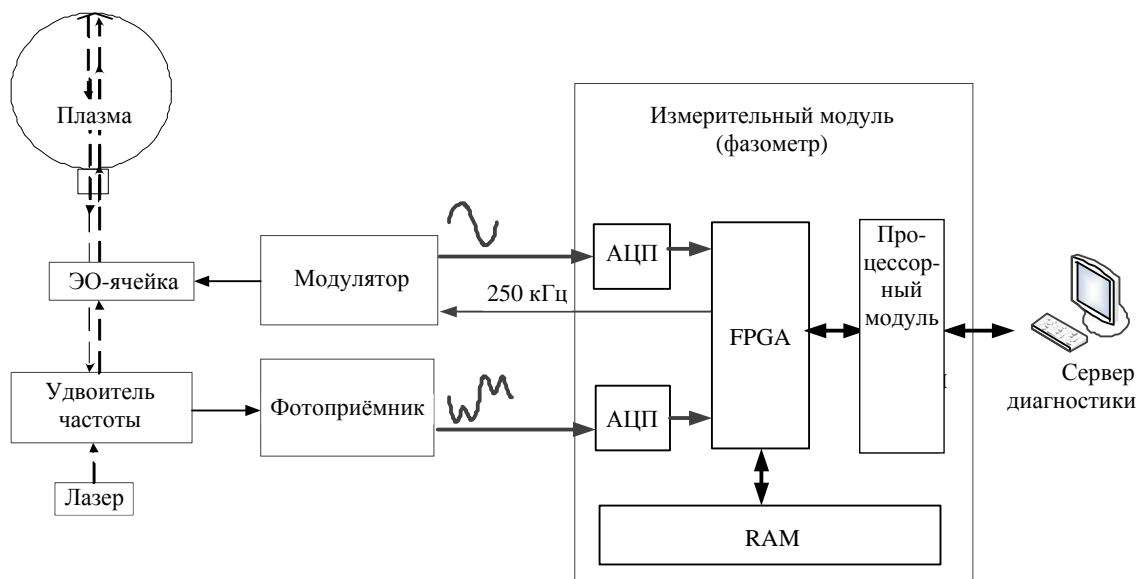 Плазма
Измерительный модуль
(фазометр)
ЭО-ячейка
Модулятор
АЦП
250 кГц
FPGA
Про-
цессор-
ный
модуль
Удвоитель
частоты
Фотоприёмник
АЦП
Сервер
диагностики
Лазер
RAM